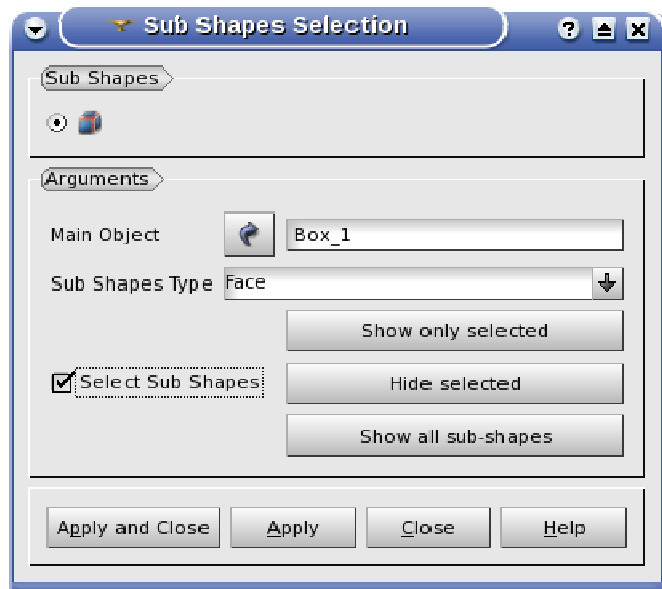 Sub Shapes Selection
Sub Shapes
Arguments
Main Object Box_1
Sub Shapes Type Face
Show only selected
Select Sub Shapes Hide selected
Show all sub-shapes
Apply and Close Apply Close Help